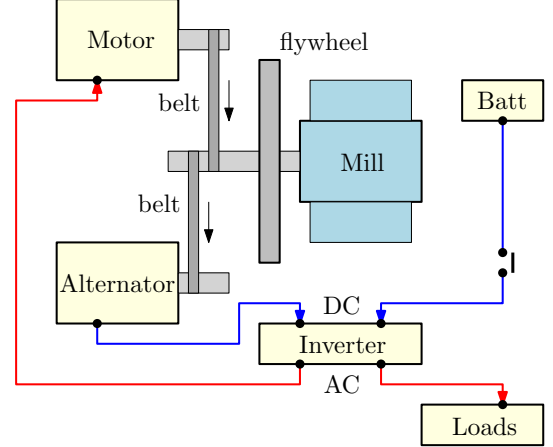 flywheel
Motor
Batt
belt
Mill
belt
Alternator
DC
Inverter
AC
Loads